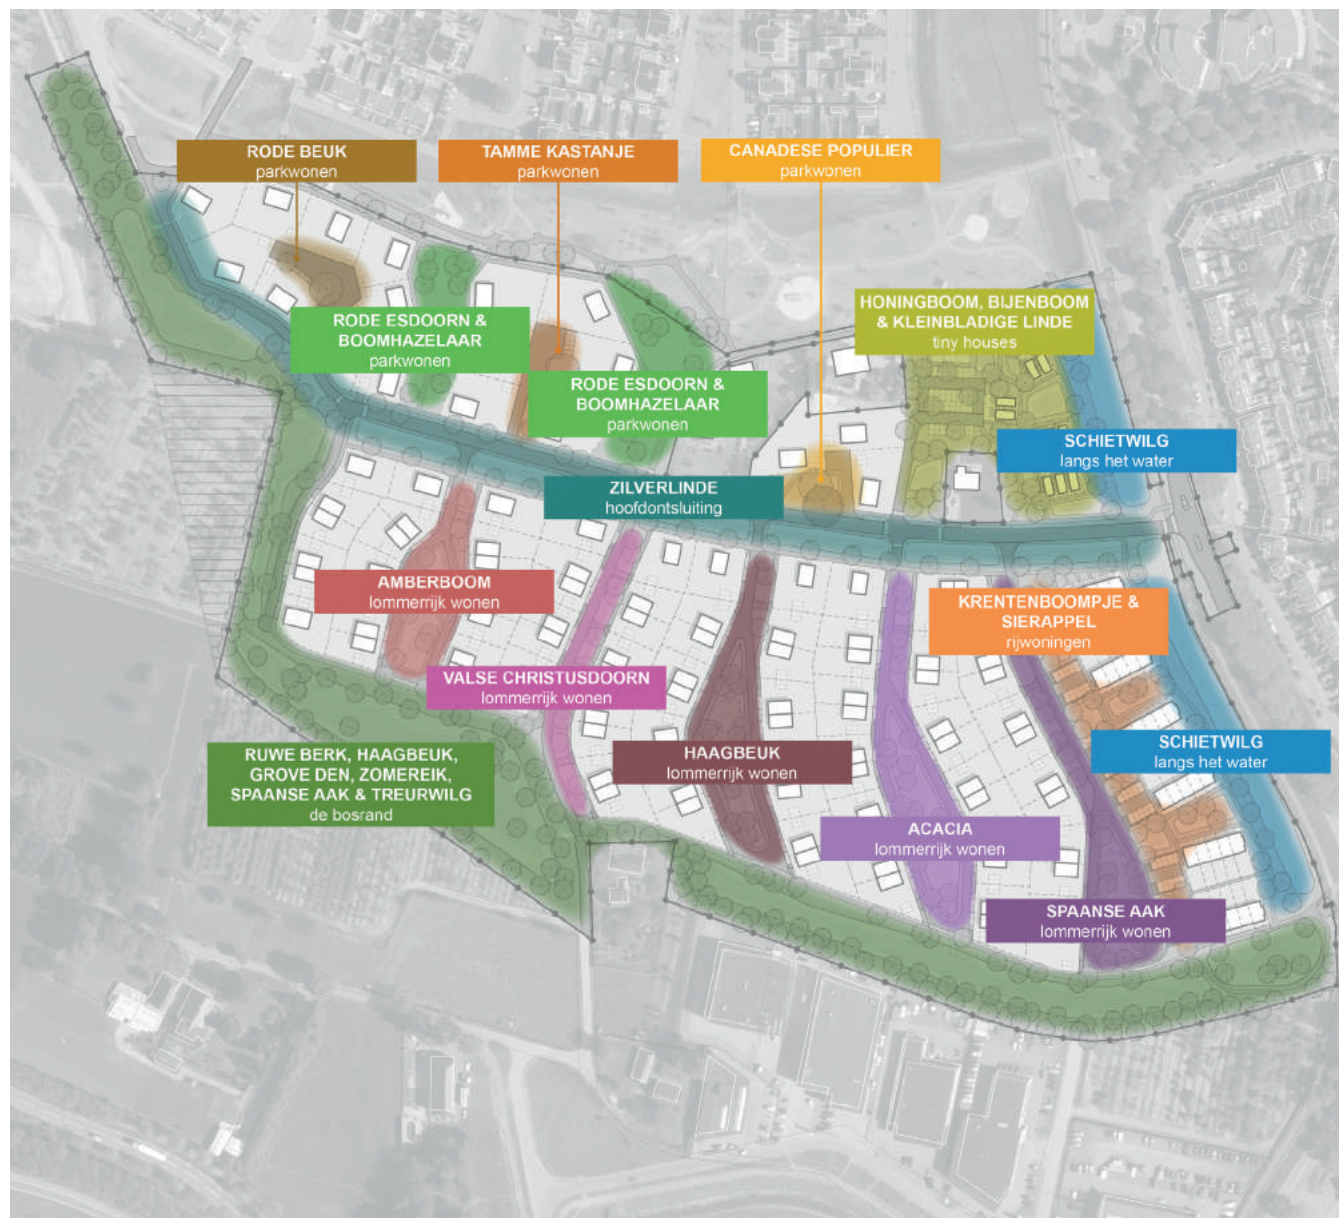 RODE BEUK
parkwonen
TAMME KASTANJE
parkwonen
CANADESE POPULIER
parkwonen
HONINGBOOM, BIJENBOOM
& KLEINBLADIGE LINDE
tiny houses
RODE ESDOORN &
BOOMHAZELAAR
parkwonen
RODE ESDOORN &
BOOMHAZELAAR
parkwonen
SCHIETWILG
langs het water
ZILVERLINDE
hoofdontsluiting
AMBERBOOM
lommerrijk wonen
KRENTENBOOMPJE &
SIERAPPEL
rijwoningen
VALSE CHRISTUSDOORN
lommerrijk wonen
HAAGBEUK
lommerrijk wonen
SCHIETWILG
langs het water
RUWE BERK, HAAGBEUK,
GROVE DEN, ZOMEREIK,
SPAANSE AAK & TREURWILG
de bosrand
ACACIA
lommerrijk wonen
SPAANSE AAK
lommerrijk wonen